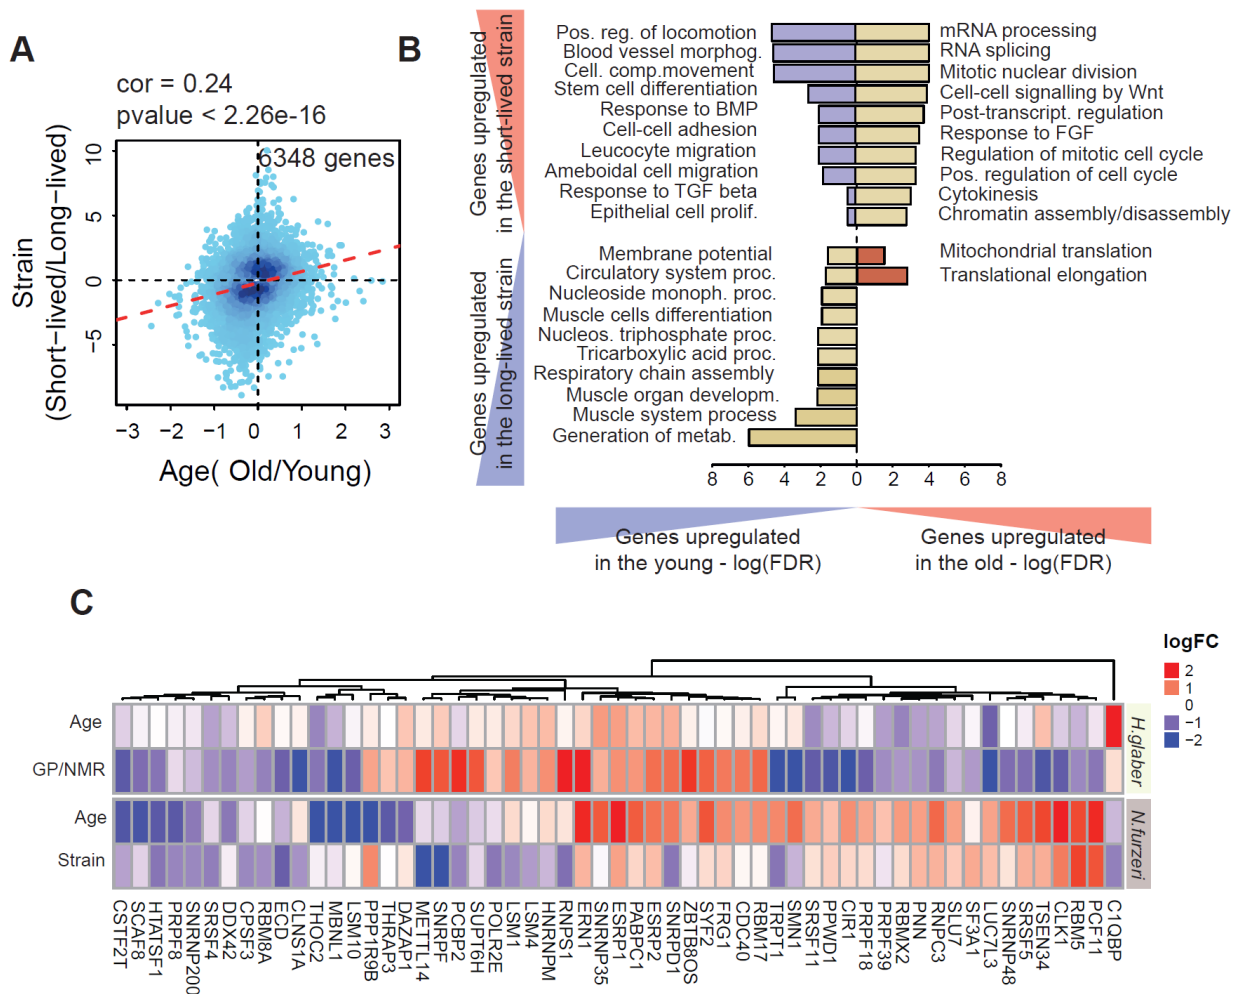 A
cor = 0.24
pvalue < 2.26e-16
6348 genes
Strain
(Short-lived/Long-lived)
10
5
0
−5
−3 −2 −1 0 1 2 3
Age( Old/Young)
B
Genes upregulated
in the short-lived strain
Genes upregulated
in the long-lived strain
Pos. reg. of locomotion
Blood vessel morphog.
Cell. comp.movement
Stem cell differentiation
Response to BMP
Cell-cell adhesion
Leucocyte migration
Ameboidal cell migration
Response to TGF beta
Epithelial cell prolif.
mRNA processing
RNA splicing
Mitotic nuclear division
Cell-cell signalling by Wnt
Post-transcript. regulation
Response to FGF
Regulation of mitotic cell cycle
Pos. regulation of cell cycle
Cytokinesis
Chromatin assembly/disassembly
Membrane potential
Circulatory system proc.
Nucleoside monoph. proc.
Muscle cells differentiation
Nucleos. triphosphate proc.
Tricarboxylic acid proc.
Respiratory chain assembly
Muscle organ developm.
Muscle system process
Generation of metab.
Mitochondrial translation
Translational elongation
8 6 4 2 0 2 4 6 8
Genes upregulated
in the young - log(FDR)
Genes upregulated
in the old - log(FDR)
C
Age
GP/NMR
Age
Strain
H.glaber
N.furzeri
logFC
2
1
0
−1
−2
CSTF2T
SCAF8
HTATSF1
PRPF8
SNRNP200
SRSF4
DDX42
CPSF3
RBM8A
ECD
CLNS1A
THOC2
MBNL1
LSM10
PPP1R9B
THRAP3
DAZAP1
METTL14
SNRPF
PCBP2
SUPT6H
POLR2E
LSM1
LSM4
HNRNPM
RNPS1
ERN1
SNRNP35
ESRP1
PABPC1
ESRP2
SNRPD1
ZBTB8OS
SYF2
FRG1
CDC40
RBM17
TRPT1
SMN1
SRSF11
PPWD1
CIR1
PRPF18
PRPF39
RBMX2
PNN
RNPC3
SLU7
SF3A1
LUC7L3
SNRNP48
SRSF5
TSEN34
CLK1
RBM5
PCF11
C1QBP